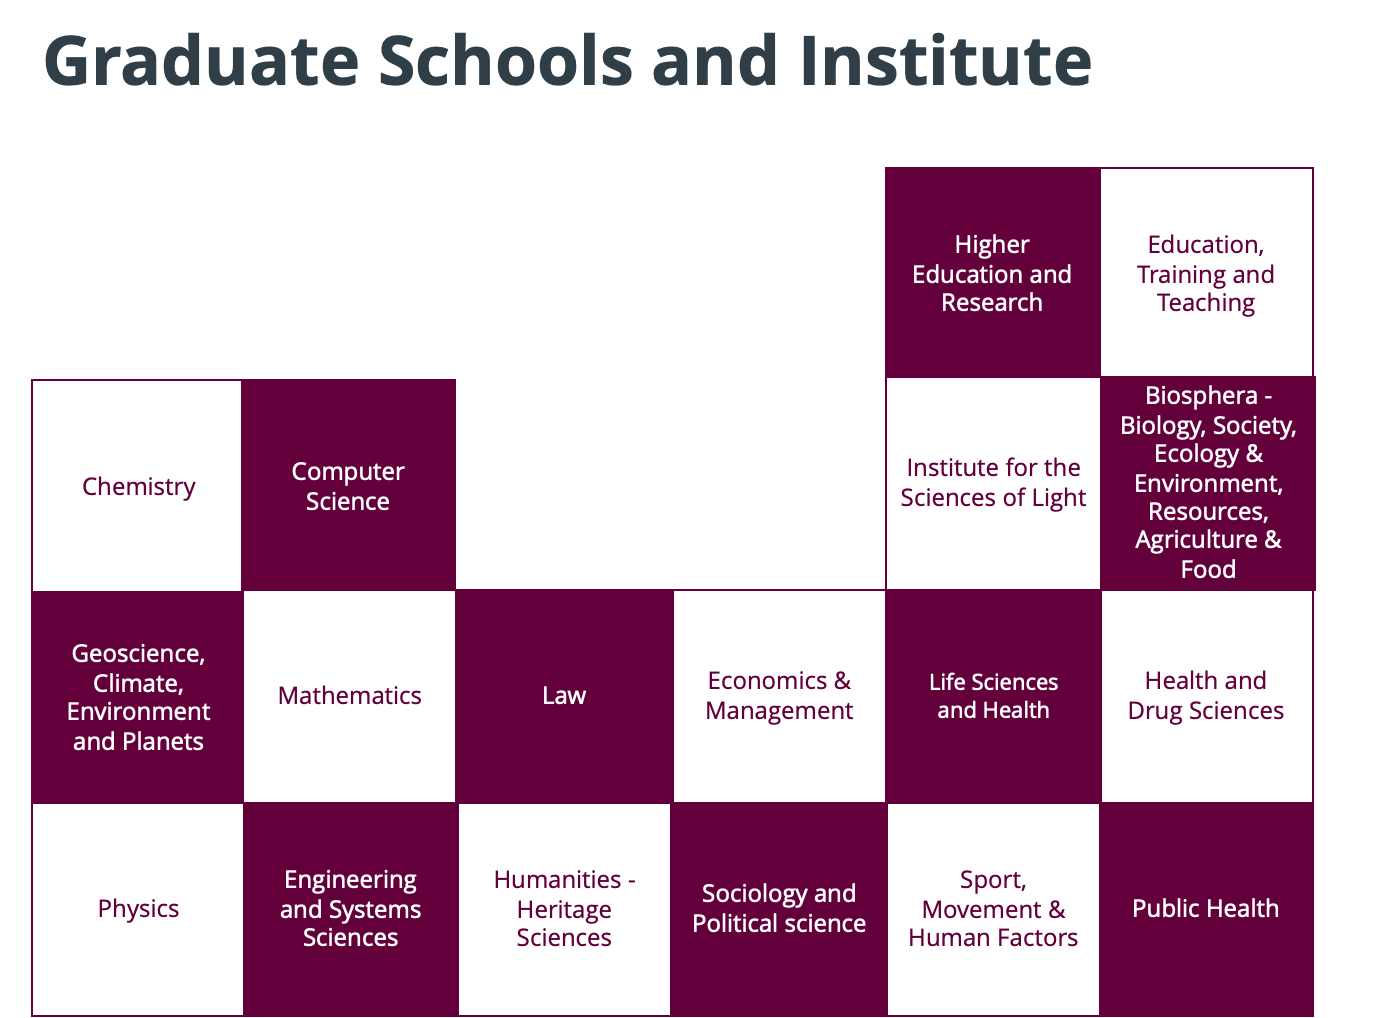 Graduate Schools and Institute
Higher
Education and
Research
Education,
Training and
Teaching
Chemistry
Computer
Science
Institute for the
Sciences of Light
Biosphera -
Biology, Society,
Ecology &
Environment,
Resources,
Agriculture &
Food
Geoscience,
Climate,
Environment
and Planets
Mathematics
Law
Economics &
Management
Life Sciences
and Health
Health and
Drug Sciences
Physics
Engineering
and Systems
Sciences
Humanities -
Heritage
Sciences
Sociology and
Political science
Sport,
Movement &
Human Factors
Public Health